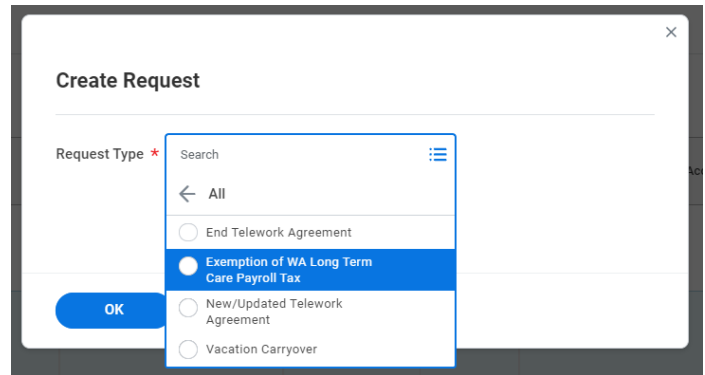 Create Request
Request Type *
Search
All
End Telework Agreement
Exemption of WA Long Term
Care Payroll Tax
New/Updated Telework
Agreement
Vacation Carryover
OK